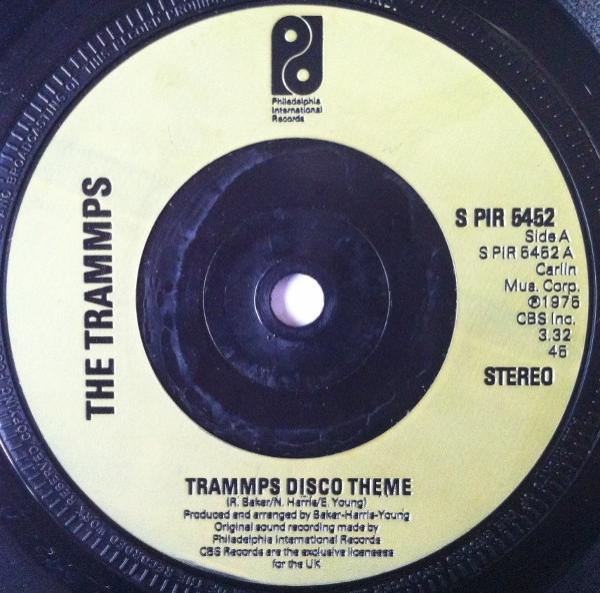 Philadelphia
International
Records
THE TRAMMPS
S PIR 5452
Side A
S PIR 5452 A
Carlin
Mus. Corp.
℗1975
CBS Inc.
3.32
45
STEREO
TRAMMPS DISCO THEME
(R. Baker/N. Harris/E. Young)
Produced and arranged by Baker-Harris-Young
Original sound recording made by
Philadelphia International Records
CBS Records are the exclusive licensees
for the UK